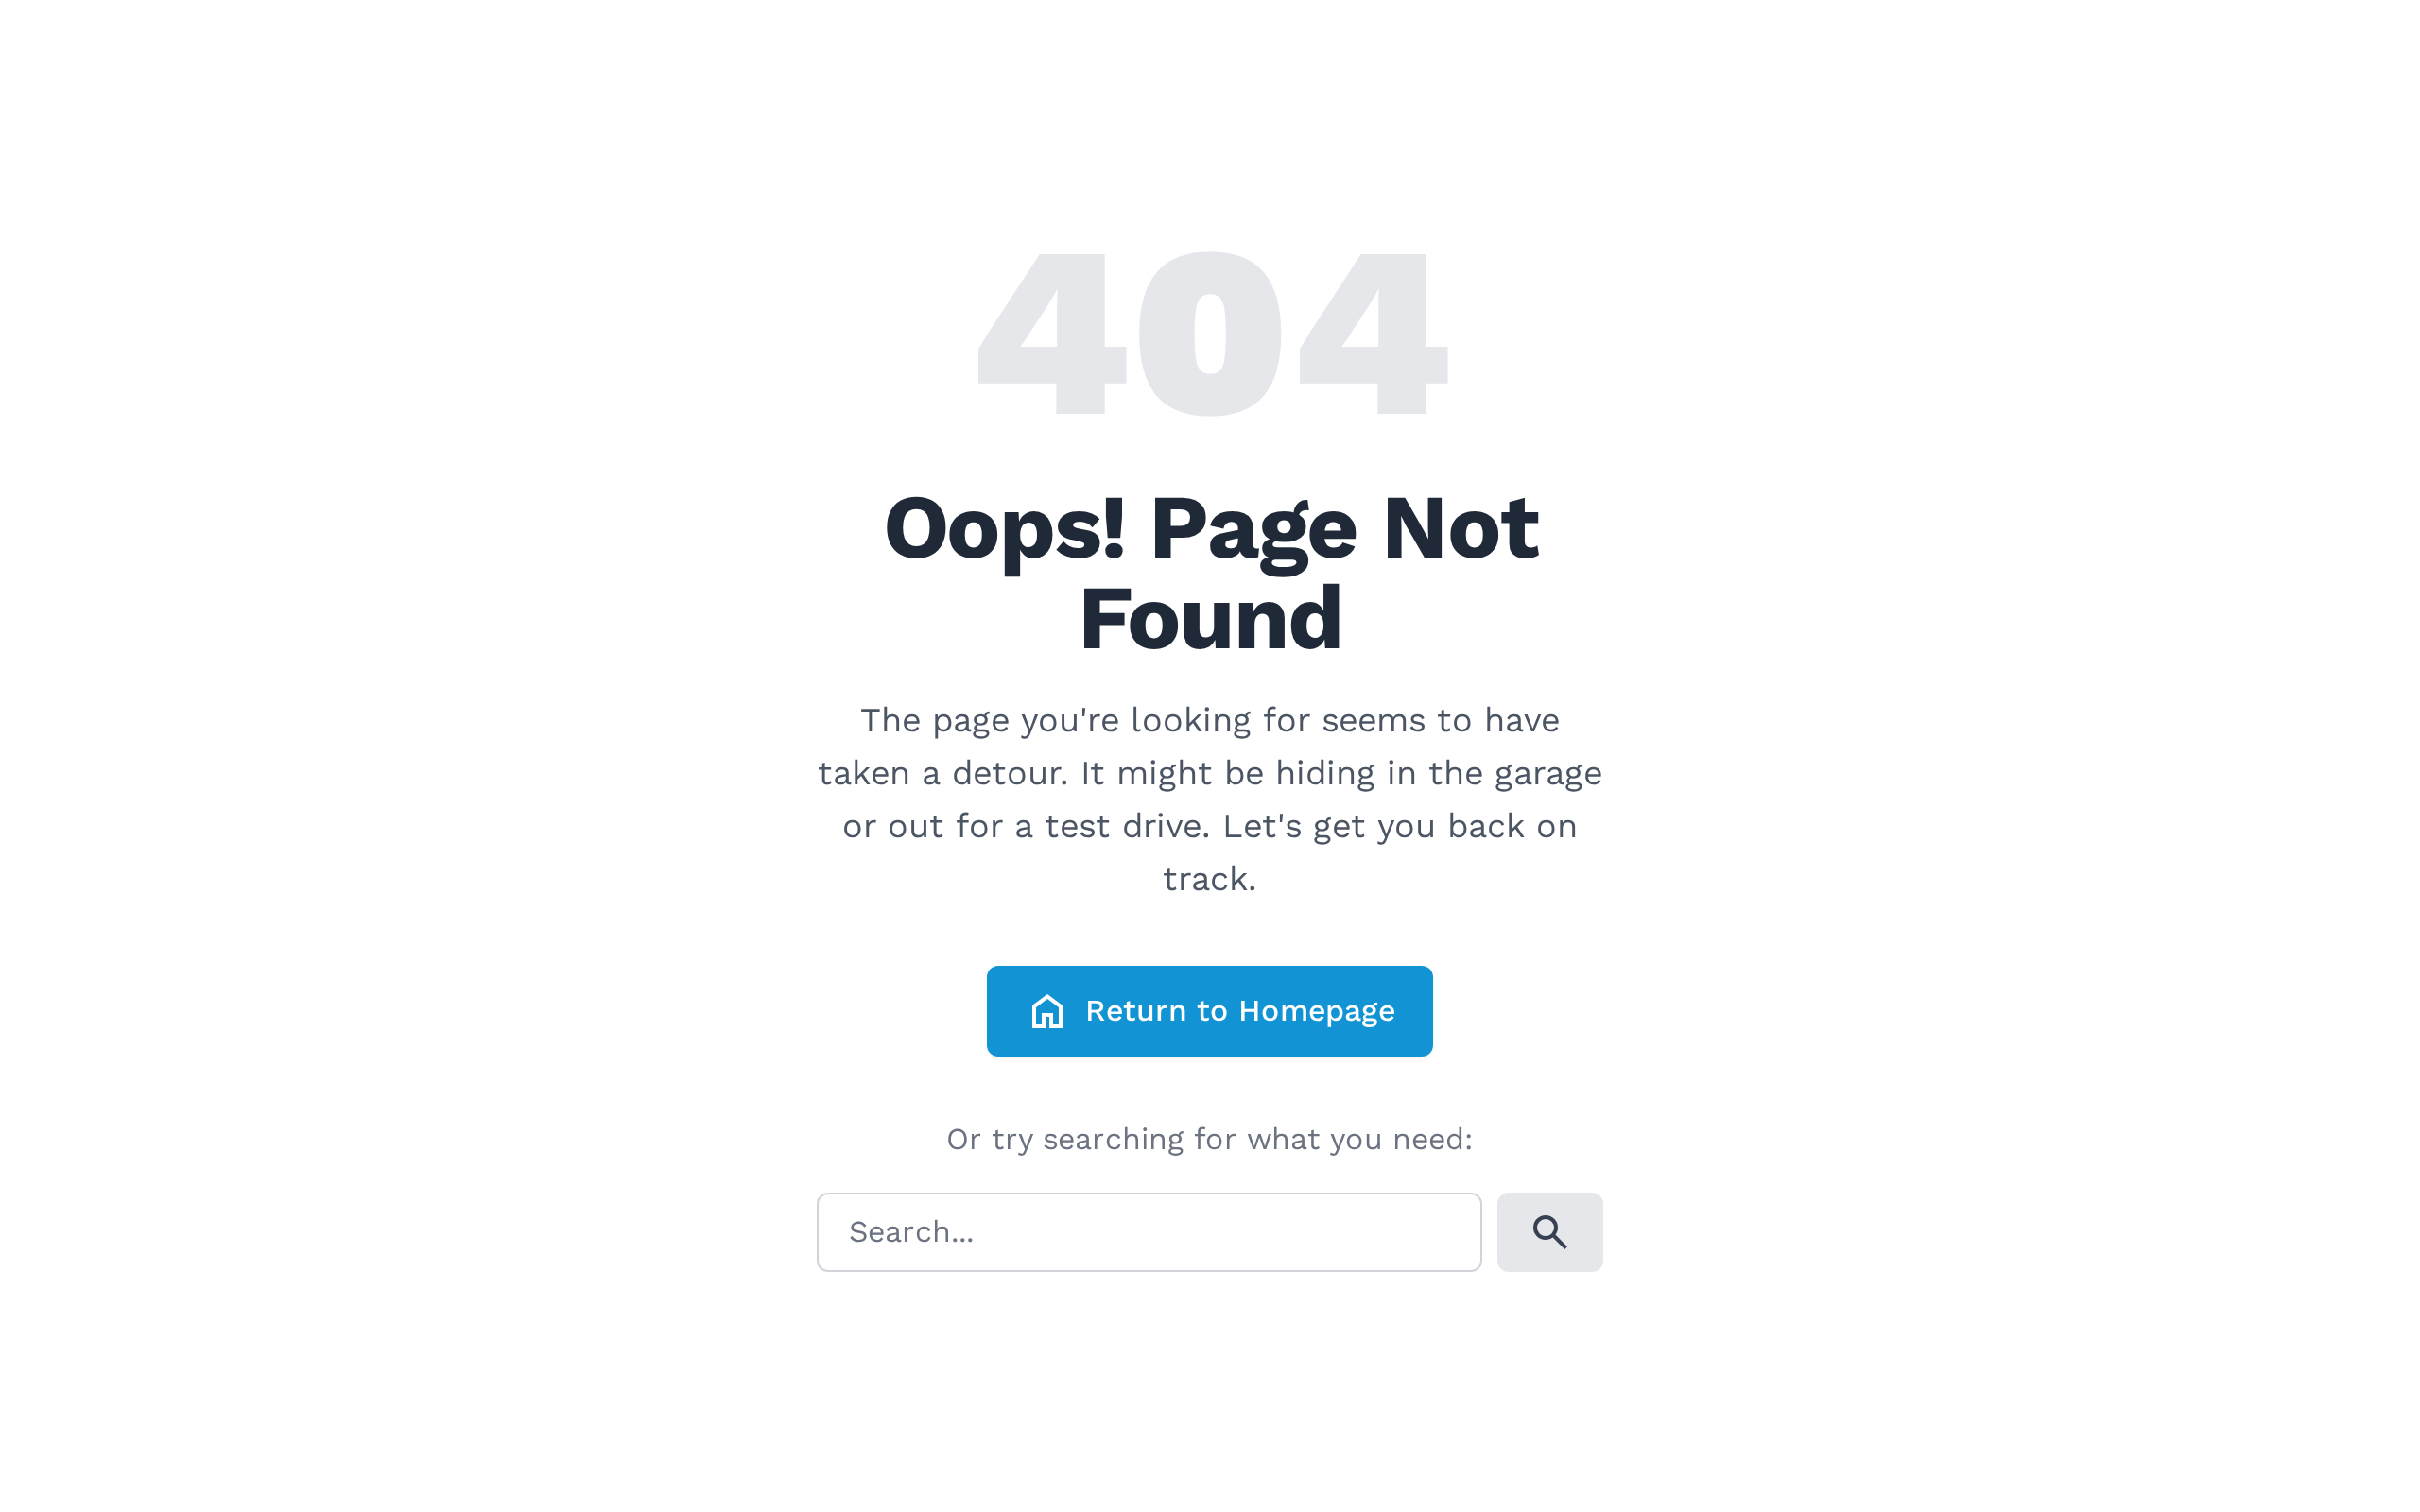 404
Oops! Page Not
Found
The page you're looking for seems to have
taken a detour. It might be hiding in the garage
or out for a test drive. Let's get you back on
track.
Return to Homepage
Or try searching for what you need:
Search...